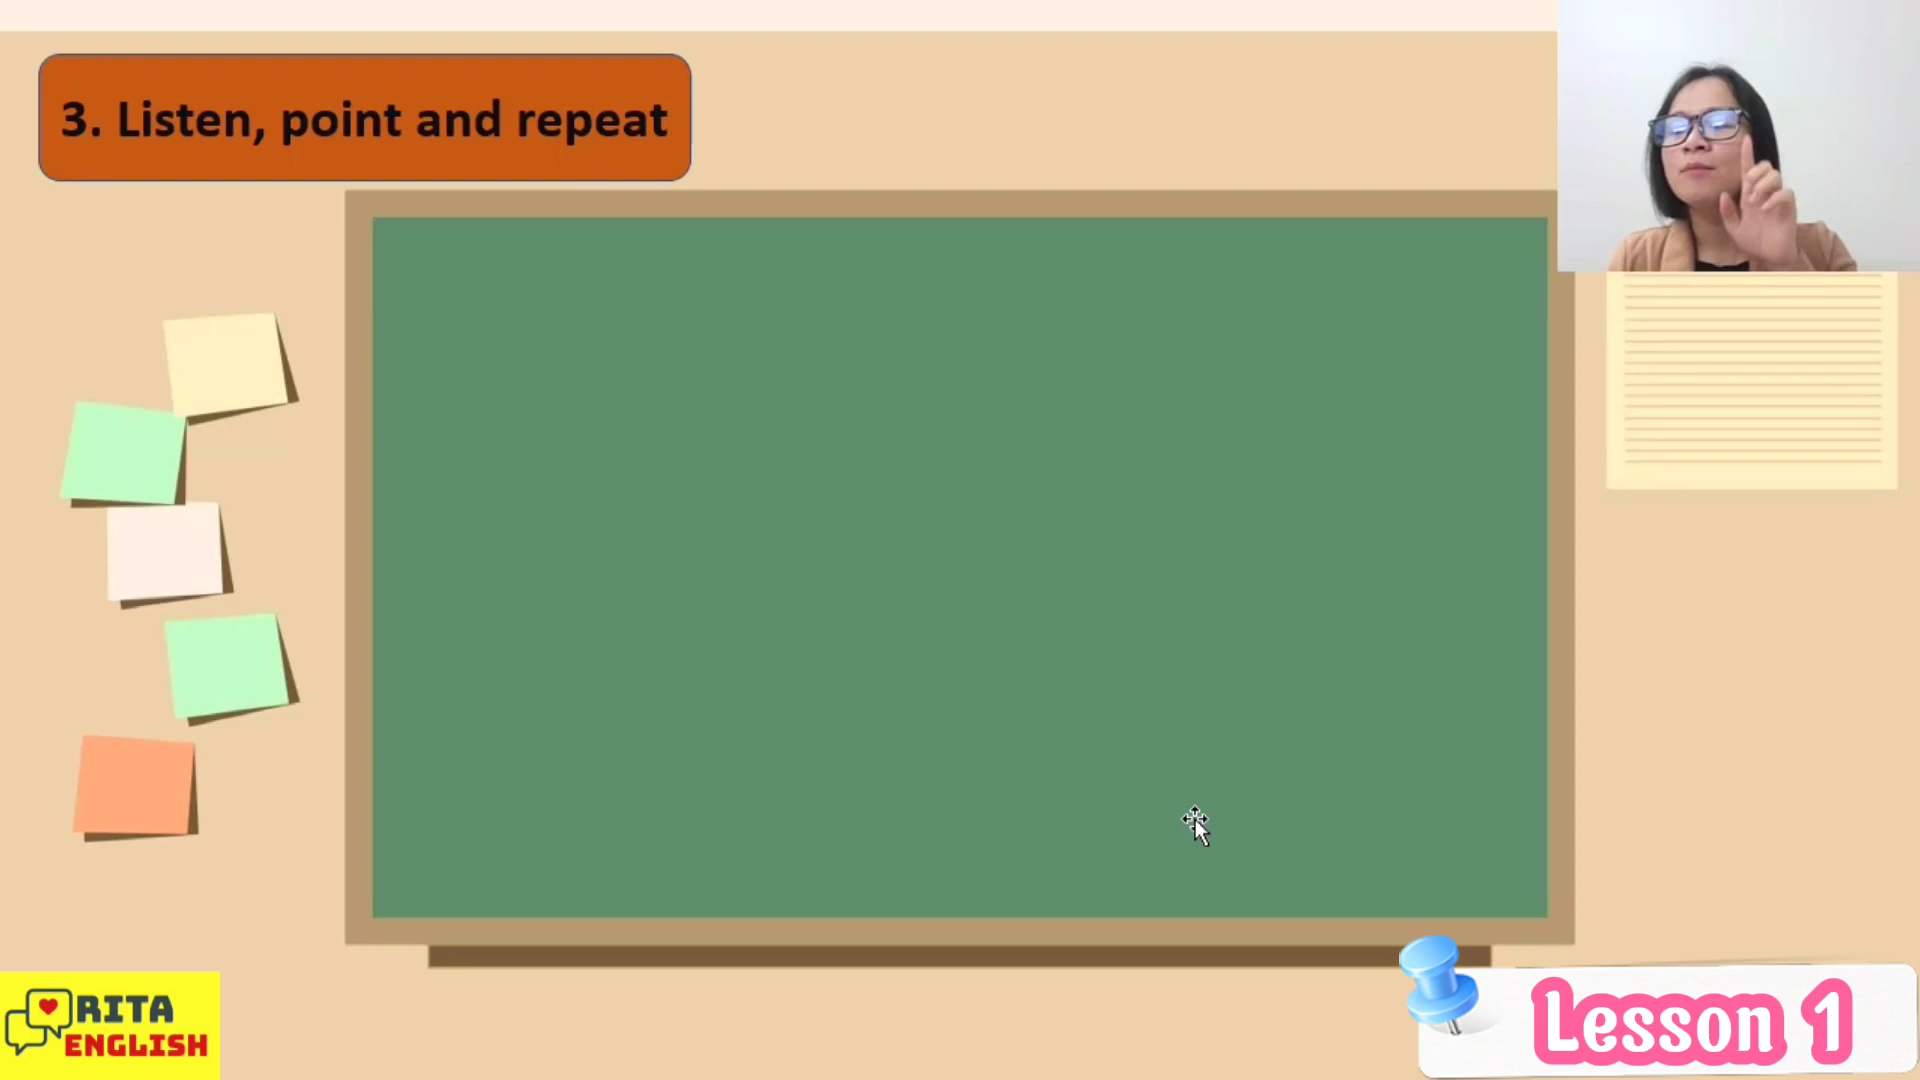 3. Listen, point and repeat
RITA
ENGLISH
Lesson 1